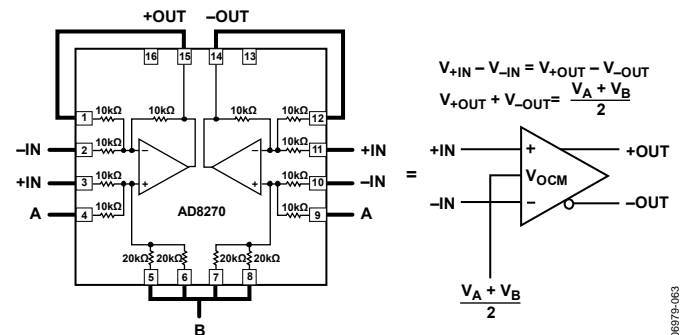 +OUT −OUT
16 15 14 13
1 10kΩ 10kΩ 10kΩ 10kΩ 12
−IN 2 10kΩ − − 10kΩ 11 +IN
+IN 3 10kΩ + + 10kΩ 10 −IN
A 4 10kΩ AD8270 10kΩ 9 A
20kΩ 20kΩ 20kΩ 20kΩ
5 6 7 8
B
=
V+IN − V−IN = V+OUT − V−OUT
V+OUT + V−OUT = VA + VB
2
+IN + +OUT
VOCM
−IN − −OUT
VA + VB
2
06979-063